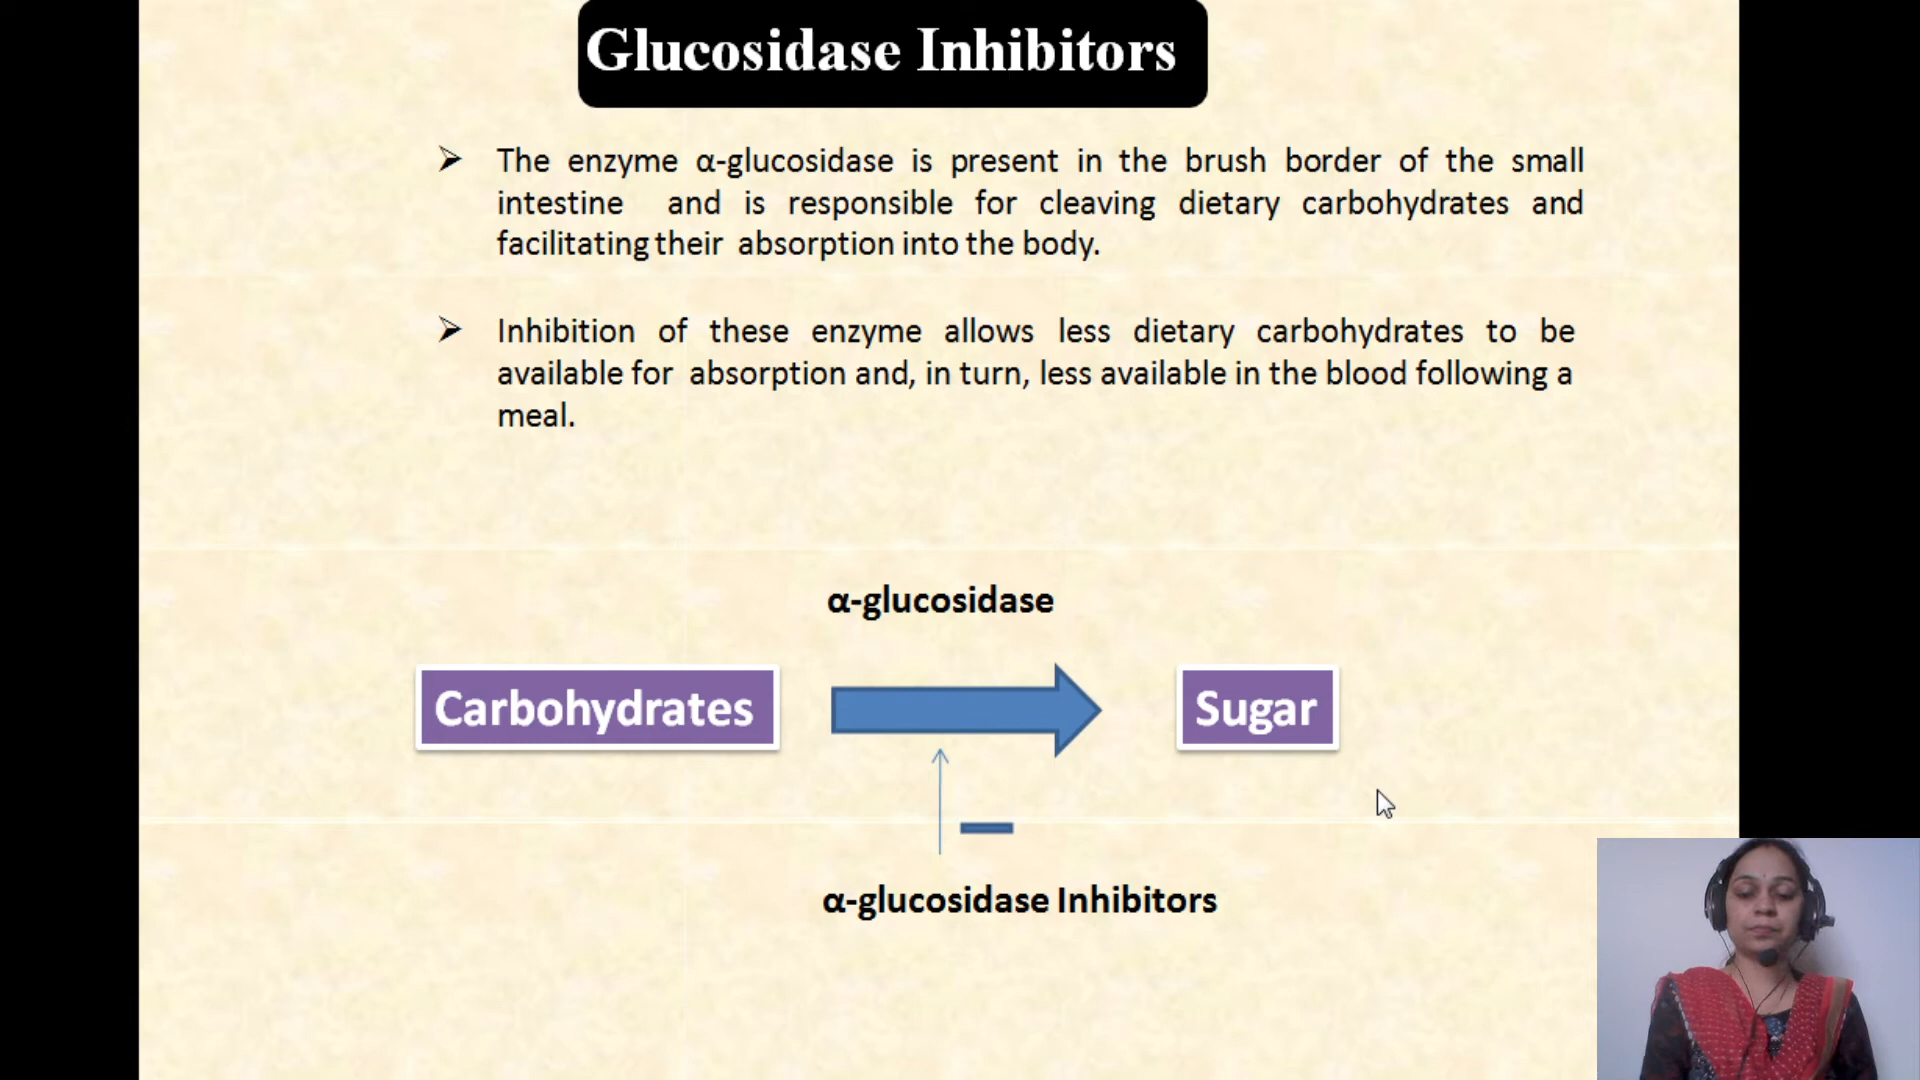 Glucosidase Inhibitors
The enzyme α-glucosidase is present in the brush border of the small
intestine and is responsible for cleaving dietary carbohydrates and
facilitating their absorption into the body.
Inhibition of these enzyme allows less dietary carbohydrates to be
available for absorption and, in turn, less available in the blood following a
meal.
α-glucosidase
Carbohydrates
Sugar
α-glucosidase Inhibitors